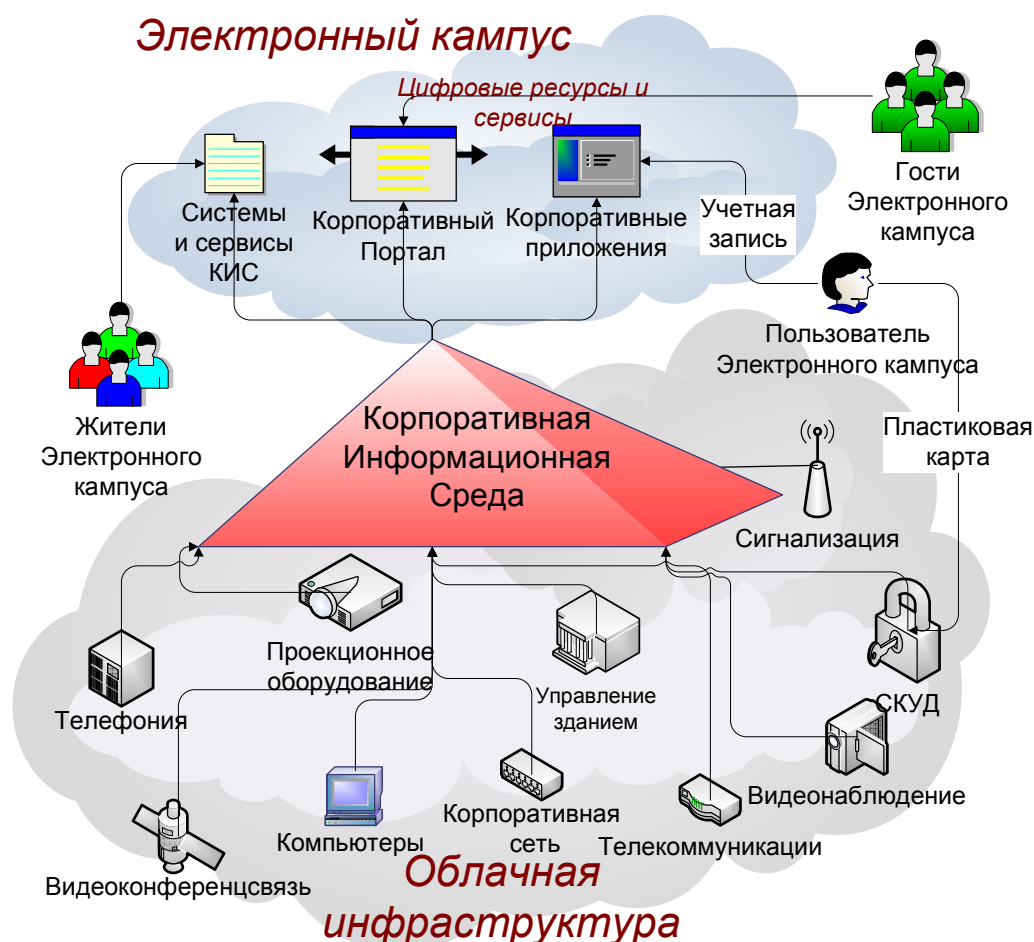 Электронный кампус
Цифровые ресурсы и
сервисы
Системы
и сервисы
КИС
Корпоративный
Портал
Корпоративные
приложения
Учетная
запись
Гости
Электронного
кампуса
Пользователь
Электронного кампуса
Жители
Электронного
кампуса
Корпоративная
Информационная
Среда
Пластиковая
карта
Сигнализация
Проекционное
оборудование
Телефония
Управление
зданием
СКУД
Видеонаблюдение
Компьютеры
Корпоративная
сеть
Телекоммуникации
Видеоконференцсвязь
Облачная
инфраструктура